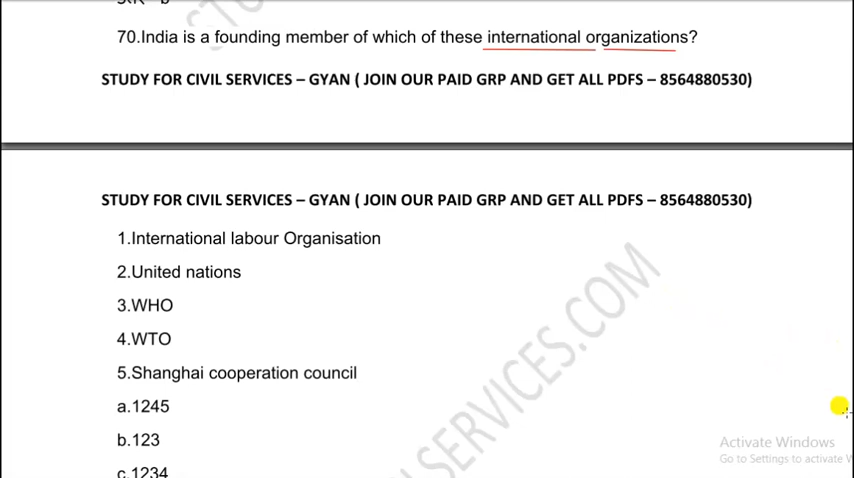 70.India is a founding member of which of these international organizations?
STUDY FOR CIVIL SERVICES – GYAN ( JOIN OUR PAID GRP AND GET ALL PDFS – 8564880530)
STUDY FOR CIVIL SERVICES – GYAN ( JOIN OUR PAID GRP AND GET ALL PDFS – 8564880530)
1.International labour Organisation
2.United nations
3.WHO
4.WTO
5.Shanghai cooperation council
a.1245
b.123
c.1234
SERVICES.COM
Activate Windows
Go to Settings to activate